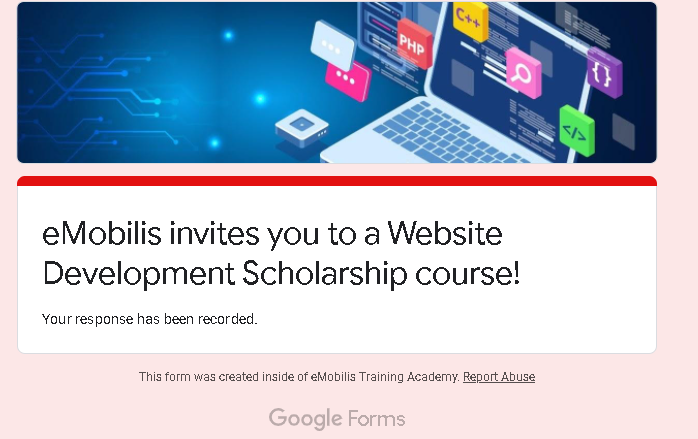 C++
PHP
{}
</>
eMobilis invites you to a Website
Development Scholarship course!
Your response has been recorded.
This form was created inside of eMobilis Training Academy. Report Abuse
Google Forms